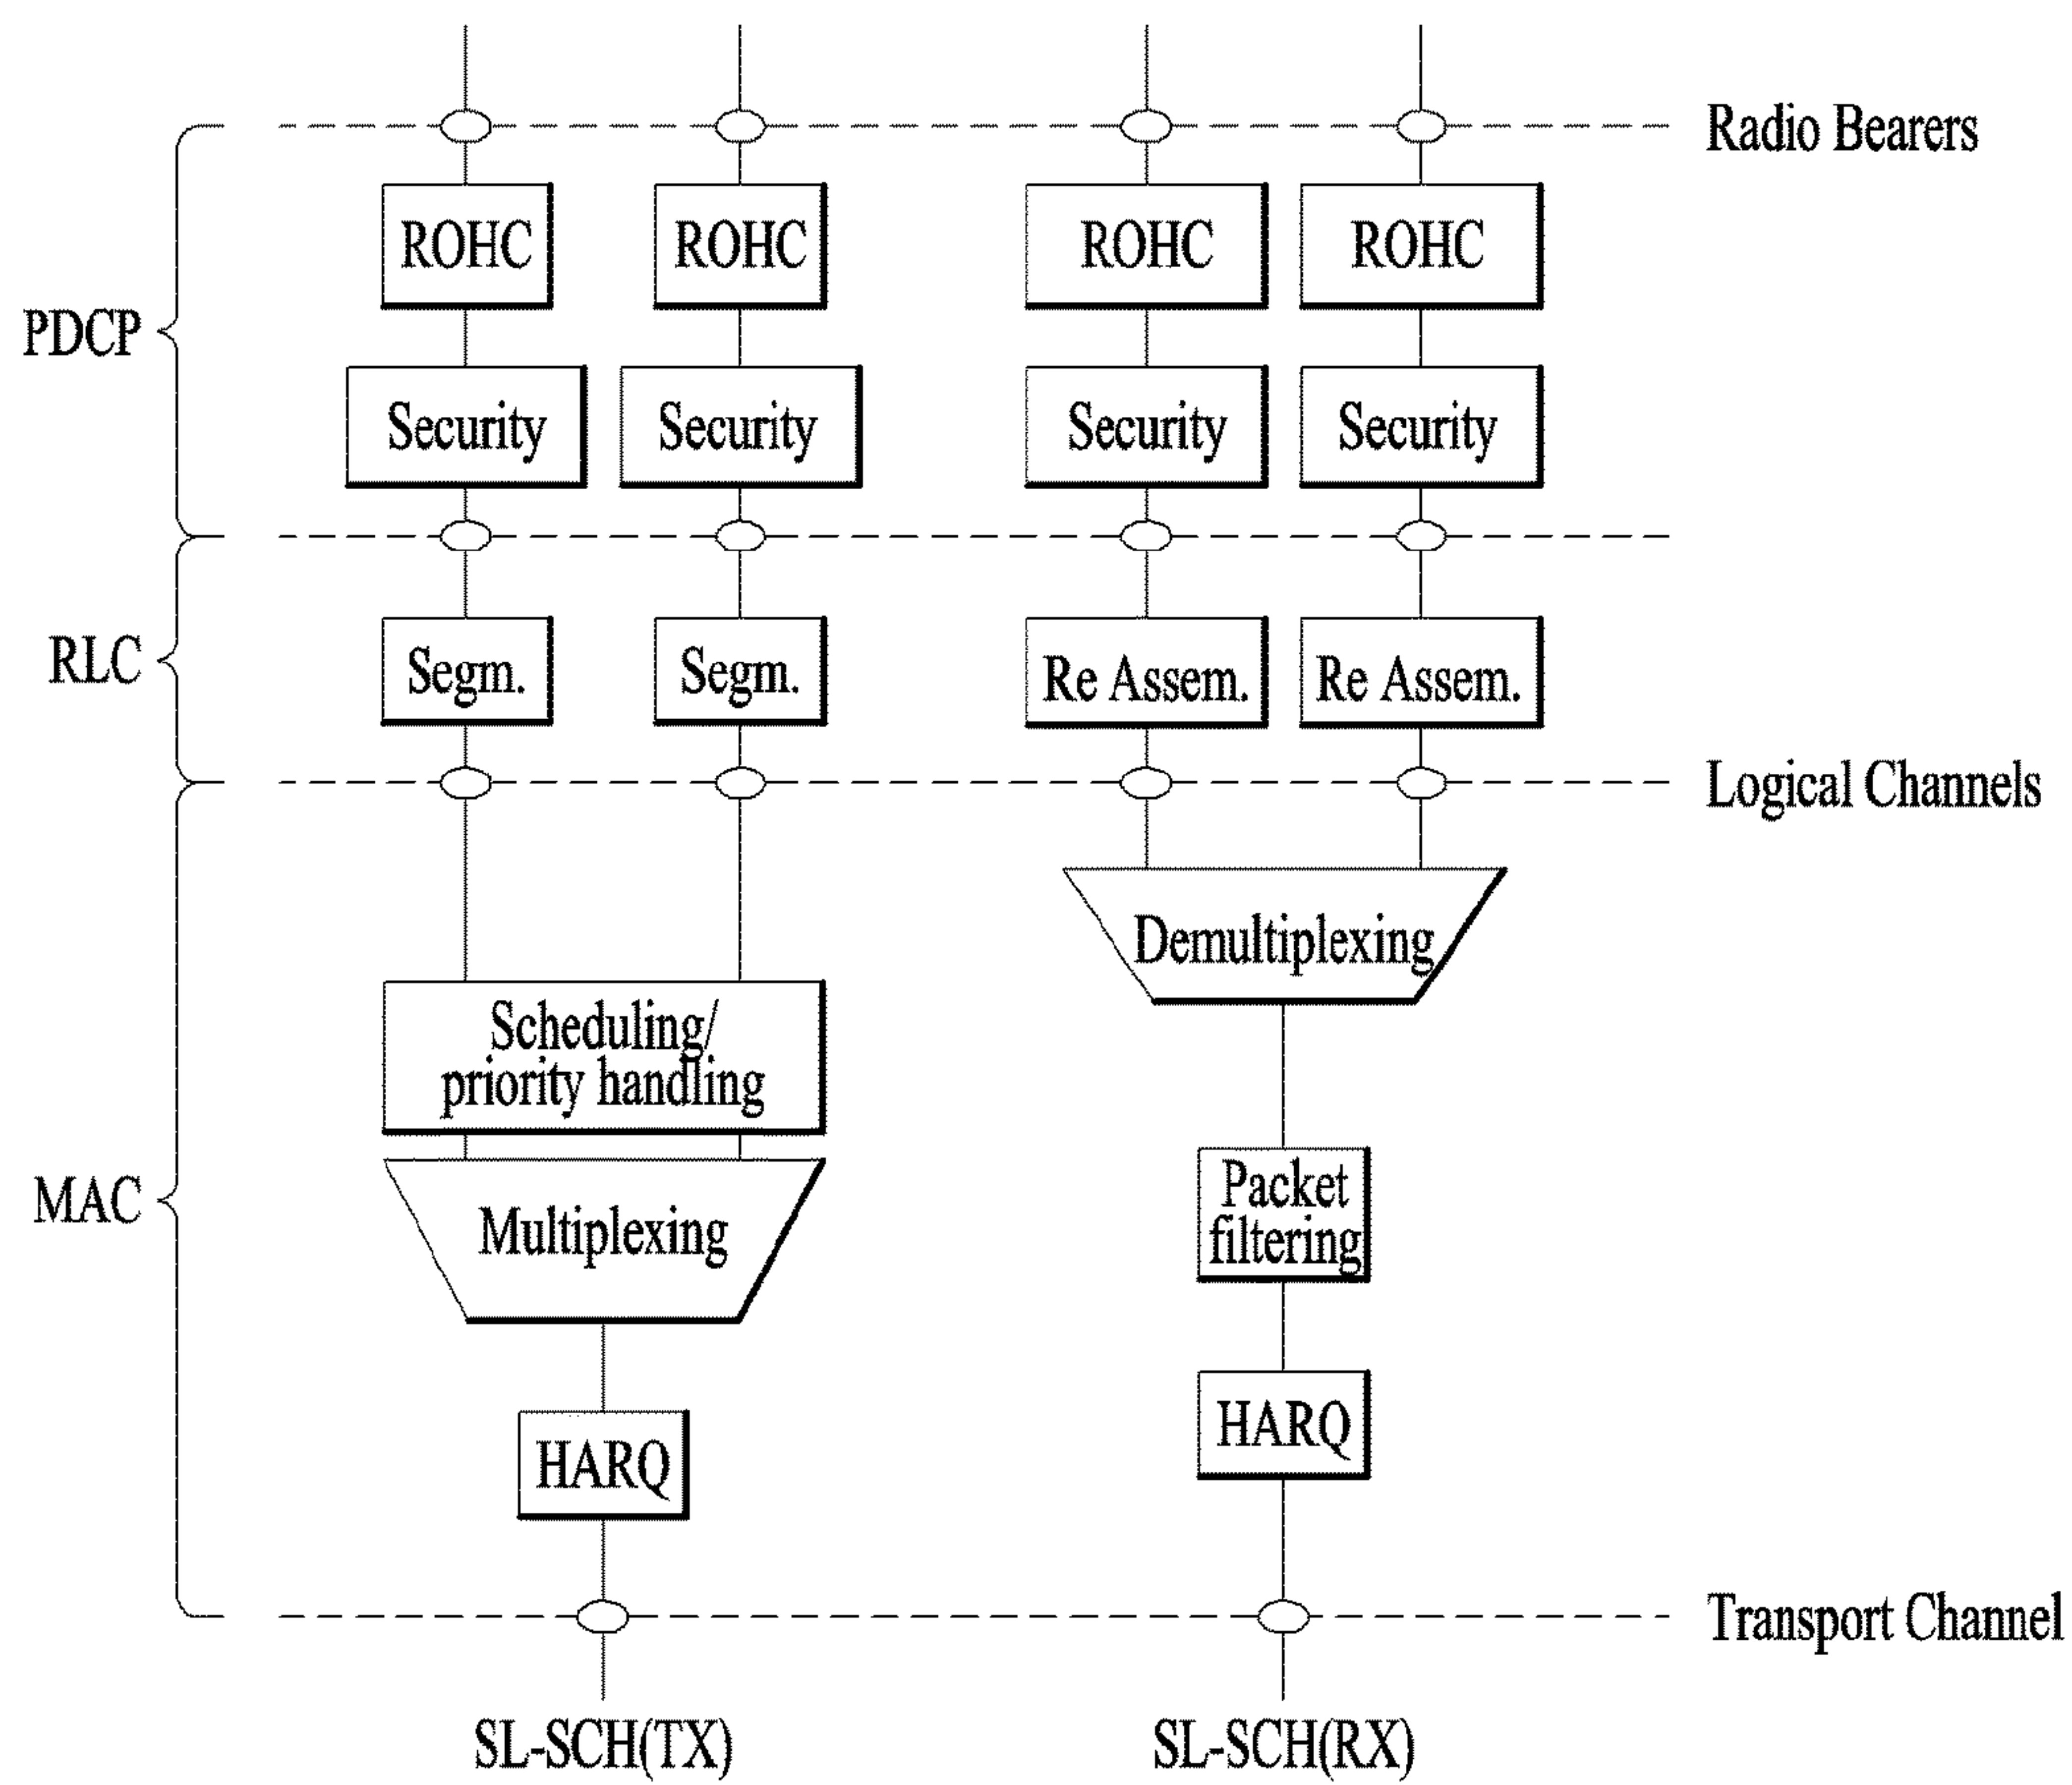 Radio Bearers
ROHC
ROHC
ROHC
ROHC
PDCP
Security
Security
Security
Security
RLC
Segm.
Segm.
Re Assem.
Re Assem.
Logical Channels
Demultiplexing
Scheduling/
priority handling
MAC
Multiplexing
Packet
filtering
HARQ
HARQ
Transport Channel
SL-SCH(TX)
SL-SCH(RX)